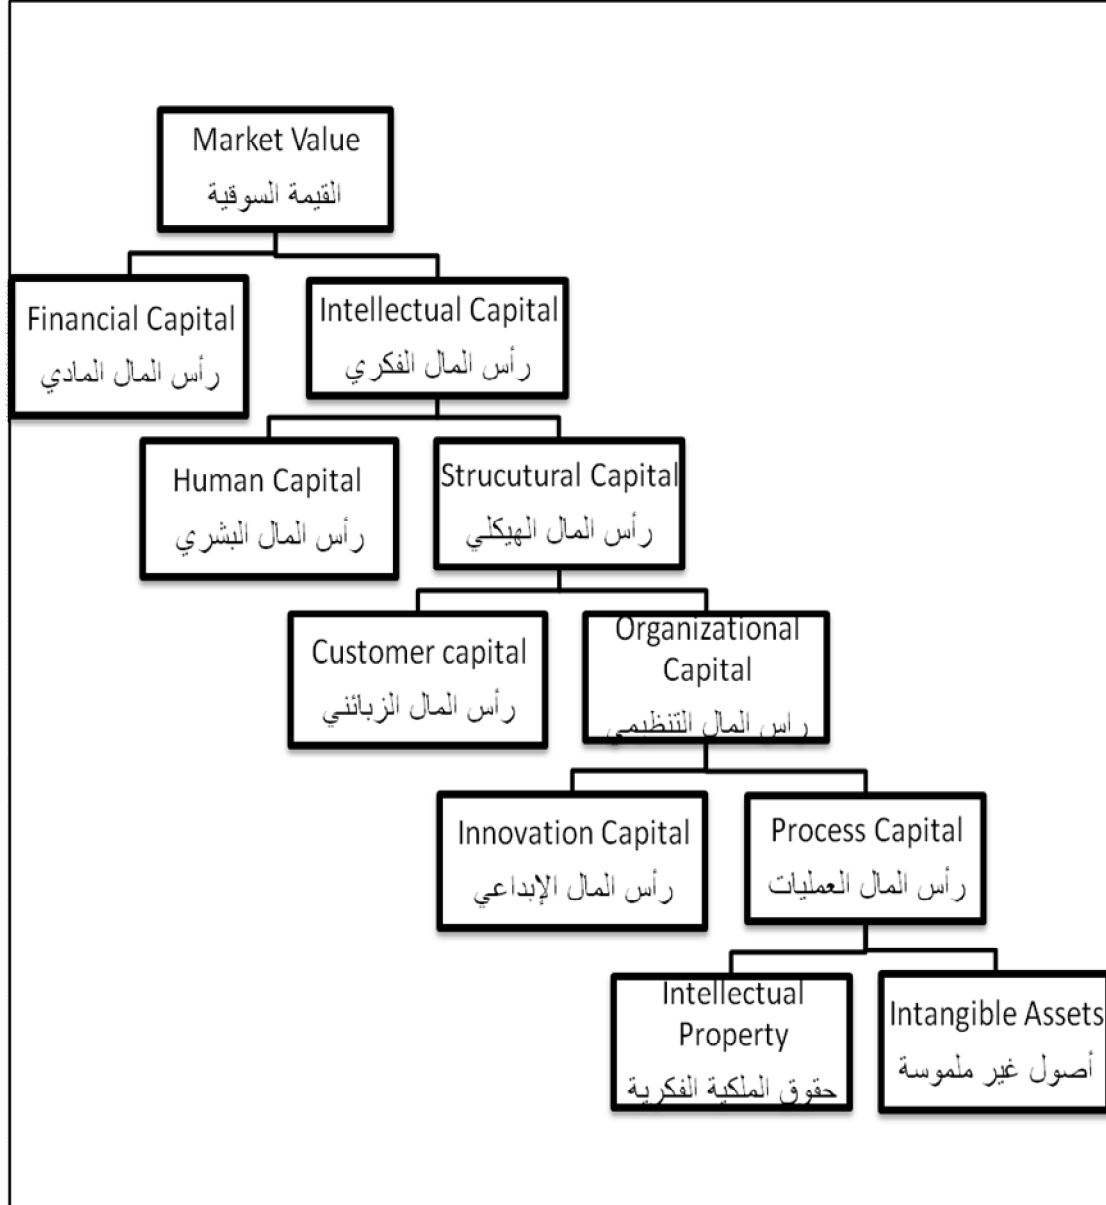 Market Value
القيمة السوقية
Financial Capital
رأس المال المادي
Intellectual Capital
رأس المال الفكري
Human Capital
رأس المال البشري
Strucutural Capital
رأس المال الهيكلي
Customer capital
رأس المال الزبائني
Organizational
Capital
راس المال التنظيمي
Innovation Capital
رأس المال الإبداعي
Process Capital
رأس المال العمليات
Intellectual
Property
حقوق الملكية الفكرية
Intangible Assets
أصول غير ملموسة